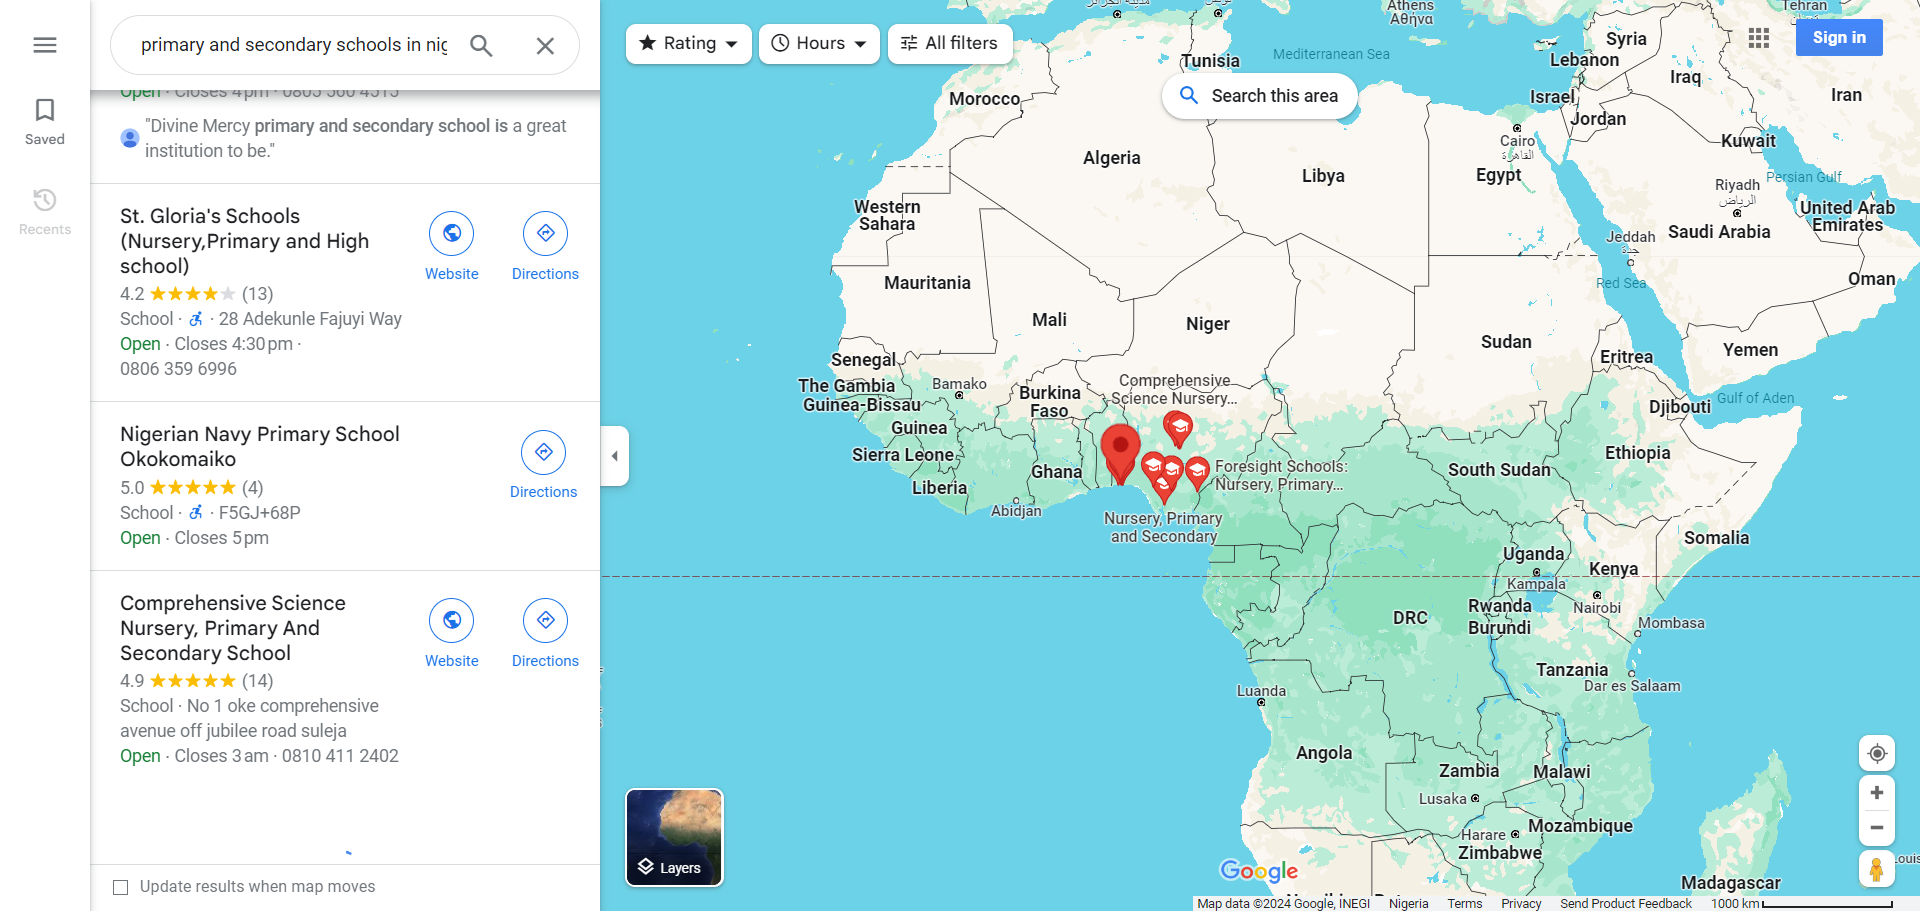 primary and secondary schools in nig
Saved
Recents
Open · Closes 4 pm · 0805 560 4515
"Divine Mercy primary and secondary school is a great
institution to be."
St. Gloria's Schools
(Nursery,Primary and High
school)
4.2 (13)
School · 28 Adekunle Fajuyi Way
Open · Closes 4:30 pm ·
0806 359 6996
Website
Directions
Nigerian Navy Primary School
Okokomaiko
5.0 (4)
School · F5GJ+68P
Open · Closes 5 pm
Directions
Comprehensive Science
Nursery, Primary And
Secondary School
4.9 (14)
School · No 1 oke comprehensive
avenue off jubilee road suleja
Open · Closes 3 am · 0810 411 2402
Website
Directions
Update results when map moves
Rating
Hours
All filters
Search this area
Sign in
Layers
Athens
Αθήνα
Tehran
Tunisia
Mediterranean Sea
Syria
Lebanon
Iraq
Iran
Israel
Jordan
Morocco
Cairo
القاهرة
Kuwait
Algeria
Libya
Egypt
Persian Gulf
Riyadh
الرياض
Western
Sahara
United Arab
Emirates
Jeddah
جدة
Saudi Arabia
Mauritania
Red Sea
Oman
Mali
Niger
Sudan
Yemen
Eritrea
Senegal
The Gambia
Guinea-Bissau
Bamako
Burkina
Faso
Comprehensive
Science Nursery...
Gulf of Aden
Djibouti
Guinea
Sierra Leone
Ghana
Liberia
Abidjan
Foresight Schools:
Nursery, Primary...
Nursery, Primary
and Secondary
South Sudan
Ethiopia
Somalia
Uganda
Kenya
Kampala
Nairobi
Rwanda
Burundi
DRC
Mombasa
Tanzania
Dar es Salaam
Luanda
Angola
Zambia
Malawi
Lusaka
Harare
Mozambique
Zimbabwe
Madagascar
Google
Map data ©2024 Google, INEGI
Nigeria
Terms
Privacy
Send Product Feedback
1000 km